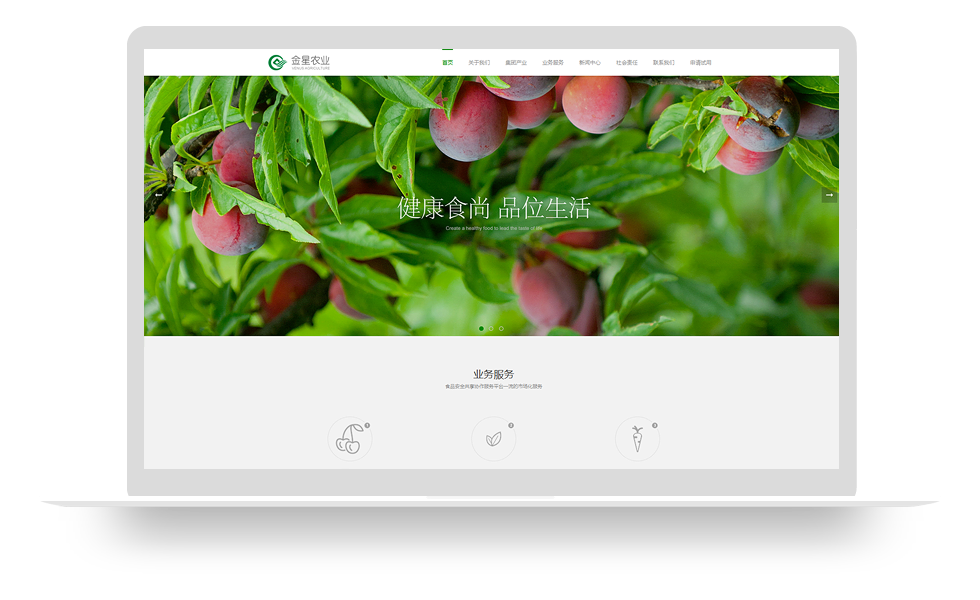 金星农业
VENUS AGRICULTURE
首页 关于我们 集团产业 业务服务 新闻中心 社会责任 联系我们 申请试用
健康食尚 品位生活
Create a healthy food to lead the taste of life
业务服务
食品安全共享协作服务平台一流的市场化服务
1 2 3